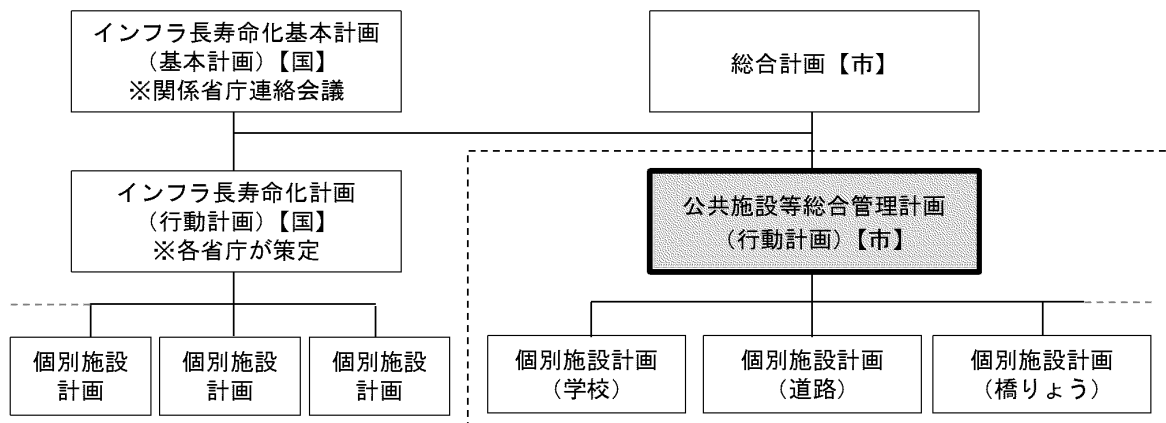 インフラ長寿命化基本計画
（基本計画）【国】
※関係省庁連絡会議
総合計画【市】
インフラ長寿命化計画
（行動計画）【国】
※各省庁が策定
公共施設等総合管理計画
（行動計画）【市】
個別施設
計画
個別施設
計画
個別施設
計画
個別施設計画
（学校）
個別施設計画
（道路）
個別施設計画
（橋りょう）